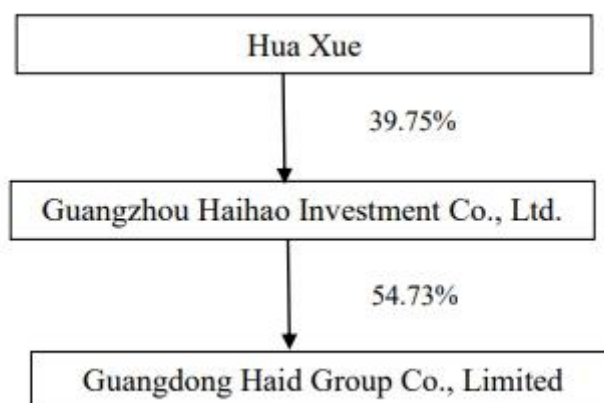 Hua Xue
39.75%
Guangzhou Haihao Investment Co., Ltd.
54.73%
Guangdong Haid Group Co., Limited